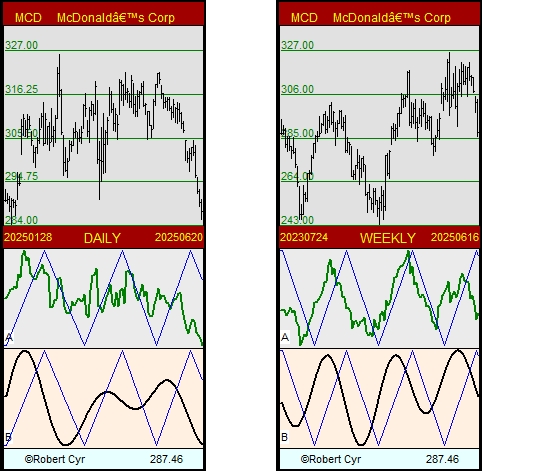 MCD McDonaldâ€™s Corp
327.00
316.25
305.50
294.75
284.00
20250128 DAILY 20250620
A
B
©Robert Cyr 287.46
MCD McDonaldâ€™s Corp
327.00
306.00
285.00
264.00
243.00
20230724 WEEKLY 20250616
A
B
©Robert Cyr 287.46